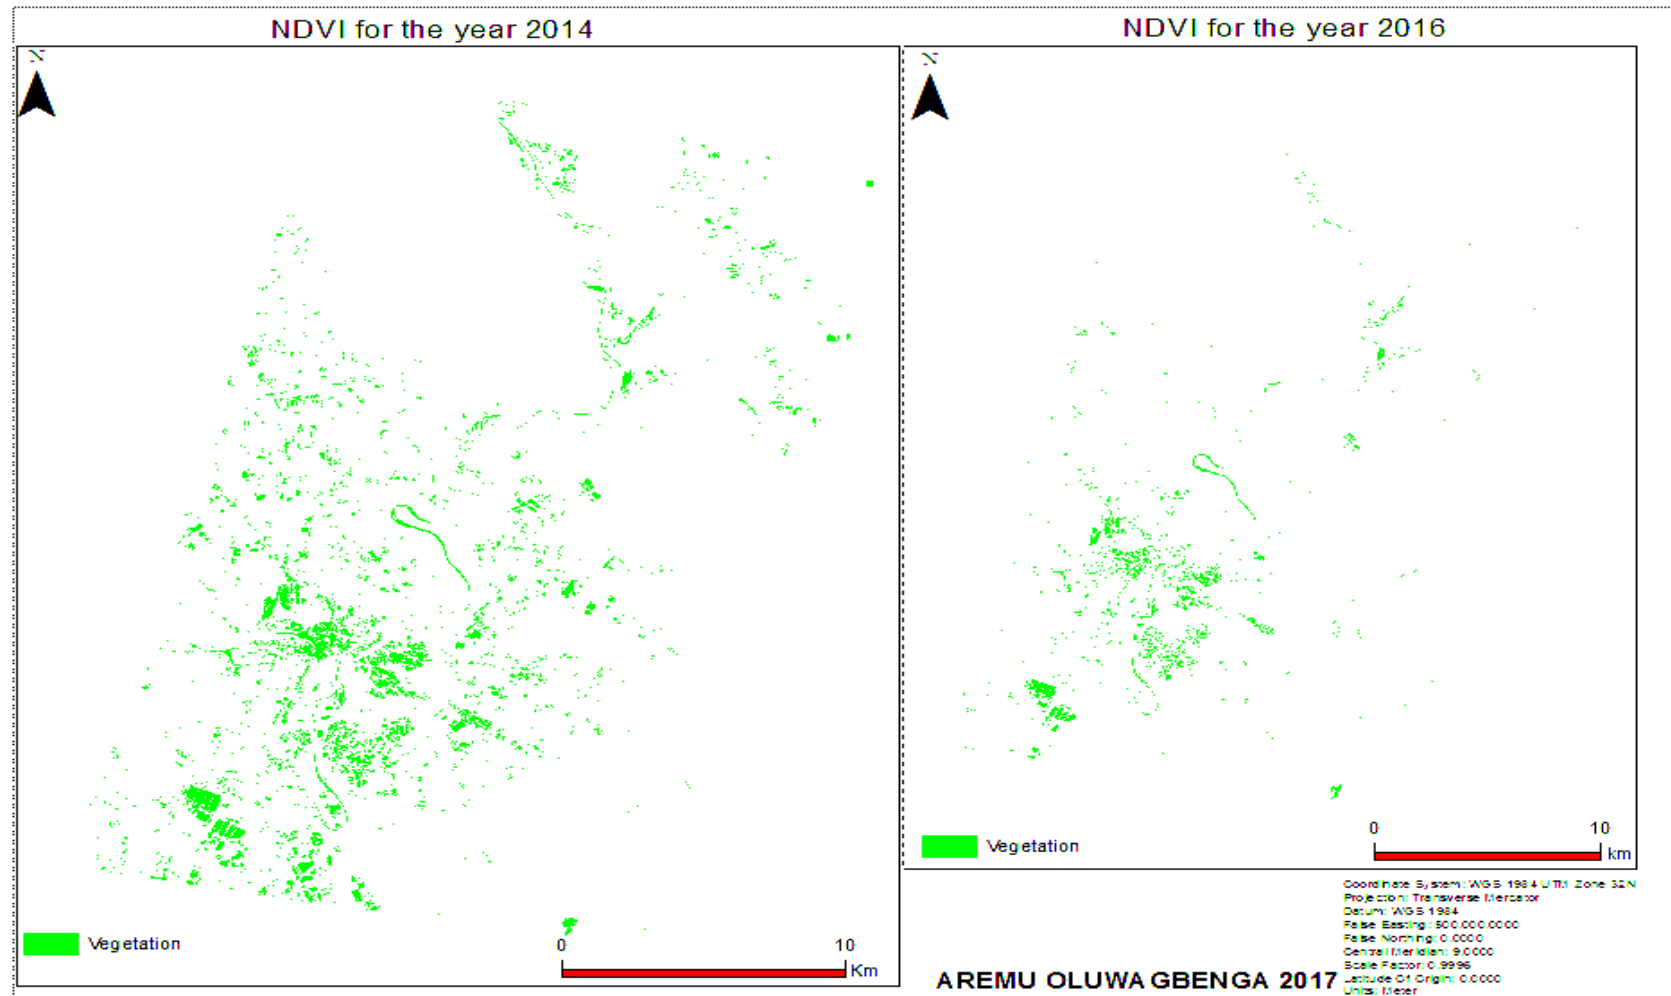 NDVI for the year 2014
NDVI for the year 2016
N
N
Vegetation
0 10
Km
Vegetation
0 10
km
Coordinate System: WGS 1984 UTM Zone 32N
Projection: Transverse Mercator
Datum: WGS 1984
False Easting: 500,000.0000
False Northing: 0.0000
Central Meridian: 9.0000
Scale Factor: 0.9996
Latitude Of Origin: 0.0000
Units: Meter
AREMU OLUWAGBENGA 2017